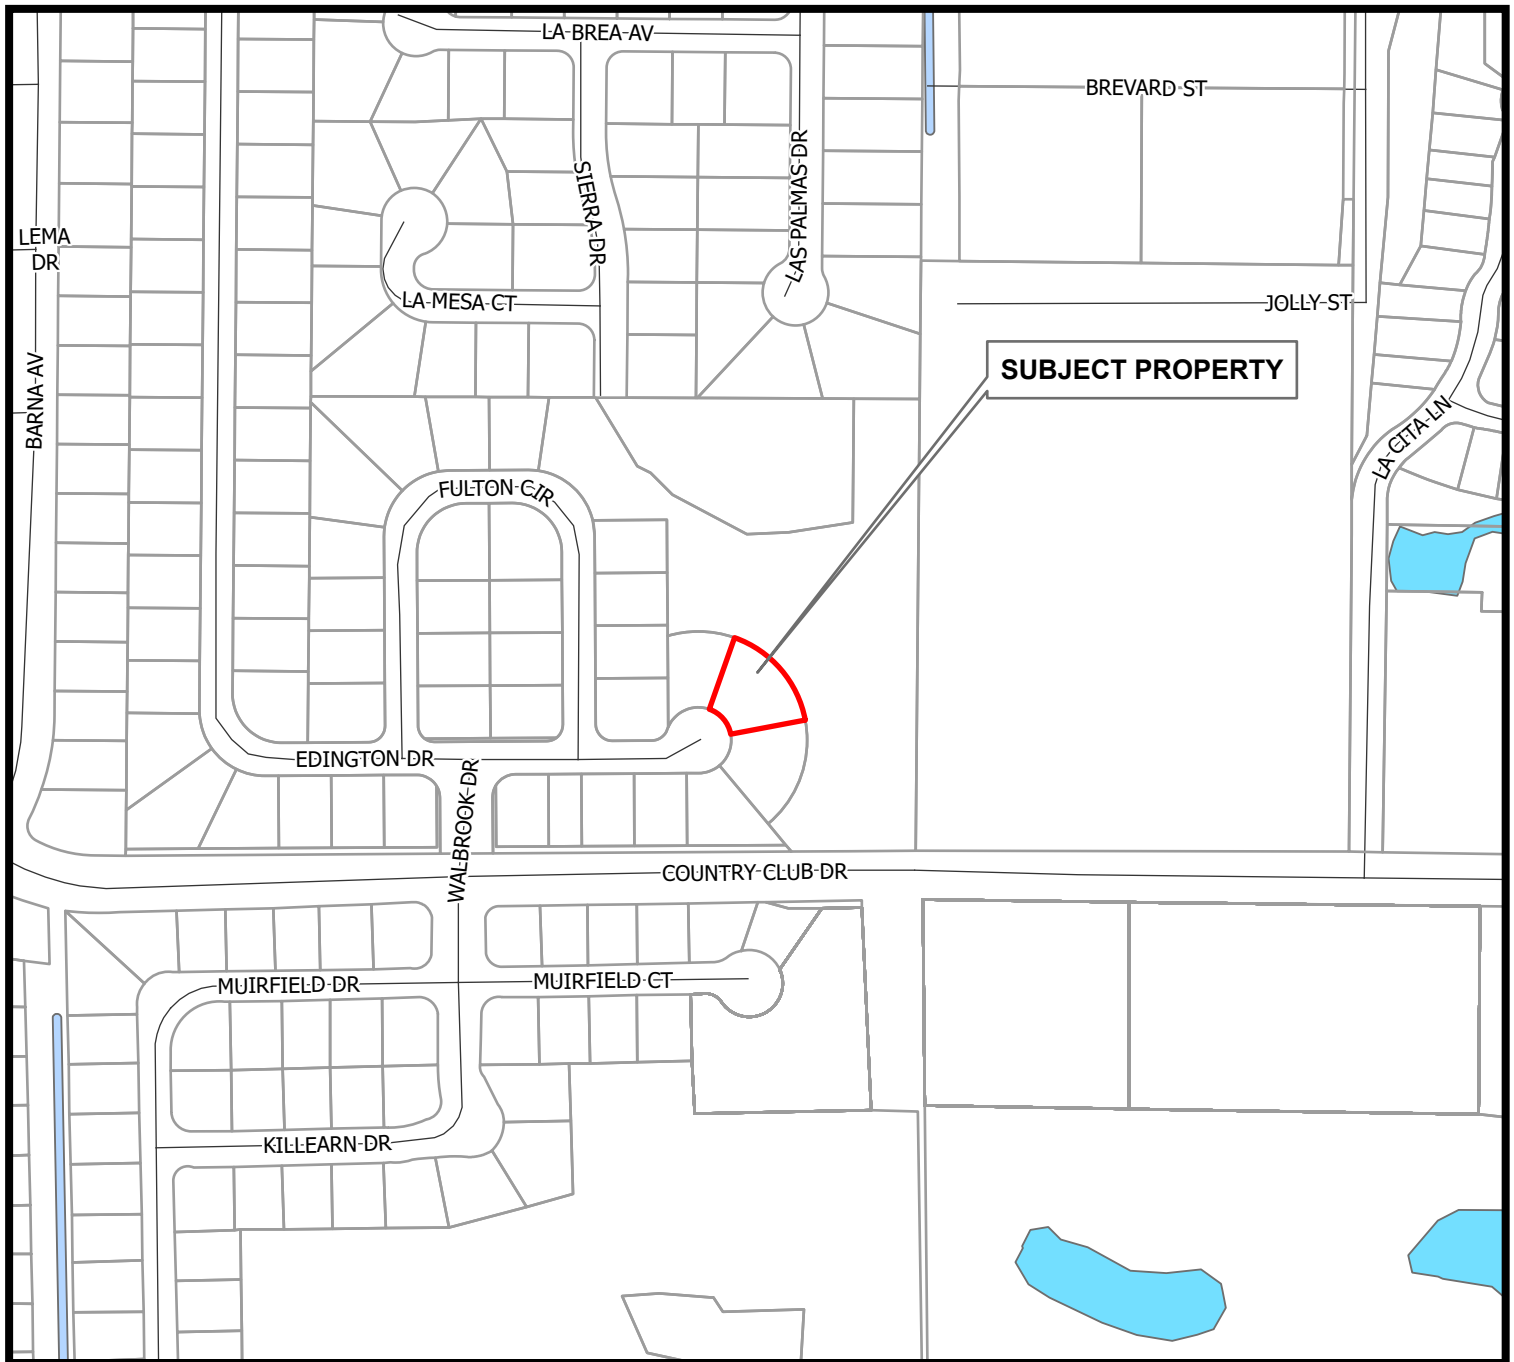 LA BREA AV
BREVARD ST
SIERRA DR
LAS PALMAS DR
LEMA
DR
LA MESA CT
JOLLY ST
BARNA AV
SUBJECT PROPERTY
LA CITA LN
FULTON CIR
EDINGTON DR
WALBROOK DR
COUNTRY CLUB DR
MUIRFIELD DR
MUIRFIELD CT
KILLEARN DR